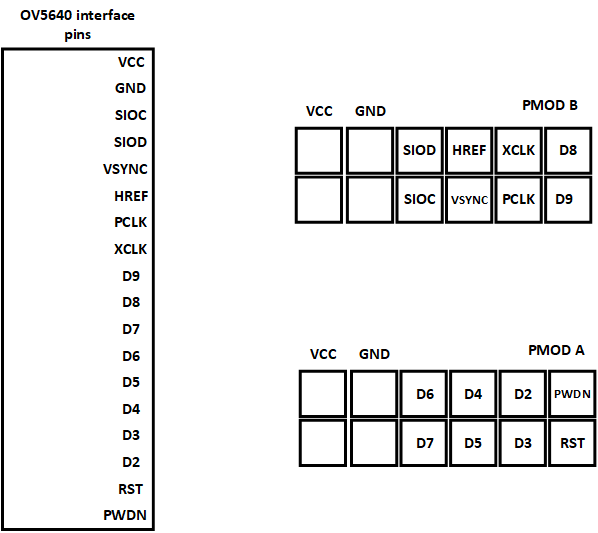 OV5640 interface
pins
VCC
GND
SIOC
SIOD
VSYNC
HREF
PCLK
XCLK
D9
D8
D7
D6
D5
D4
D3
D2
RST
PWDN
PMOD B
VCC GND
SIOD HREF XCLK D8
SIOC VSYNC PCLK D9
PMOD A
VCC GND
D6 D4 D2 PWDN
D7 D5 D3 RST